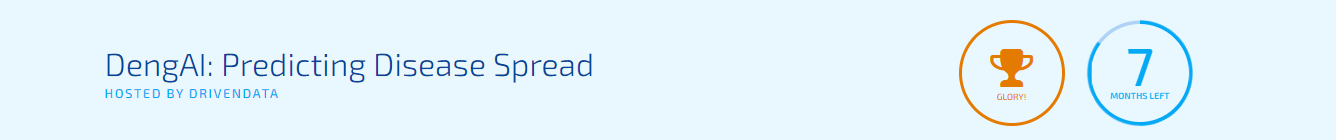 DengAI: Predicting Disease Spread
HOSTED BY DRIVENDATA
GLORY!
7
MONTHS LEFT